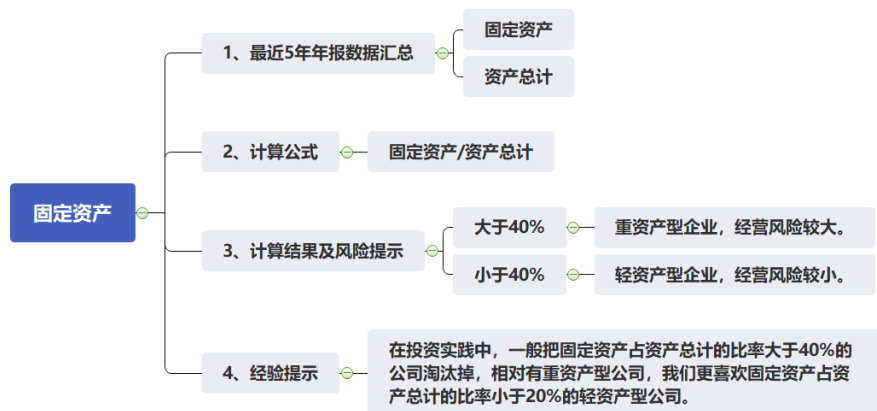 固定资产
1、最近5年年报数据汇总
固定资产
资产总计
2、计算公式
固定资产/资产总计
3、计算结果及风险提示
大于40%
重资产型企业，经营风险较大。
小于40%
轻资产型企业，经营风险较小。
4、经验提示
在投资实践中，一般把固定资产占资产总计的比率大于40%的
公司淘汰掉，相对有重资产型公司，我们更喜欢固定资产占资
产总计的比率小于20%的轻资产型公司。